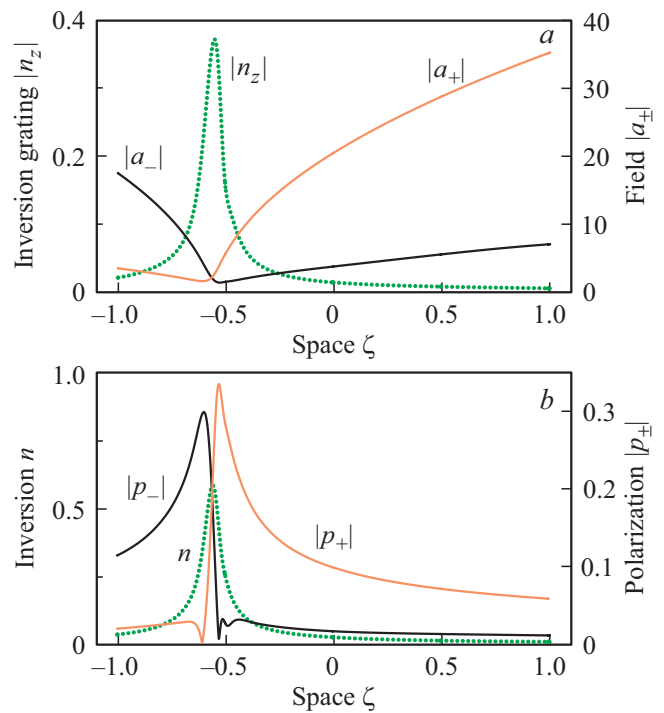 0.4
40
a
|n_z|
|a_+|
30
|a_−|
0.2
20
10
0
0
−1.0 −0.5 0 0.5 1.0
Space ζ
Inversion grating |n_z|
Field |a_±|
1.0
b
0.3
|p_−|
0.2
0.5
n
|p_+|
0.1
0
0
−1.0 −0.5 0 0.5 1.0
Space ζ
Inversion n
Polarization |p_±|